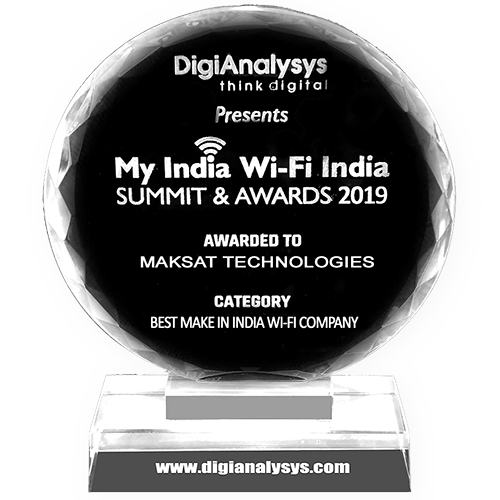 DigiAnalysys
think digital
Presents
My India Wi-Fi India
SUMMIT & AWARDS 2019
AWARDED TO
MAKSAT TECHNOLOGIES
CATEGORY
BEST MAKE IN INDIA WI-FI COMPANY
www.digianalysys.com